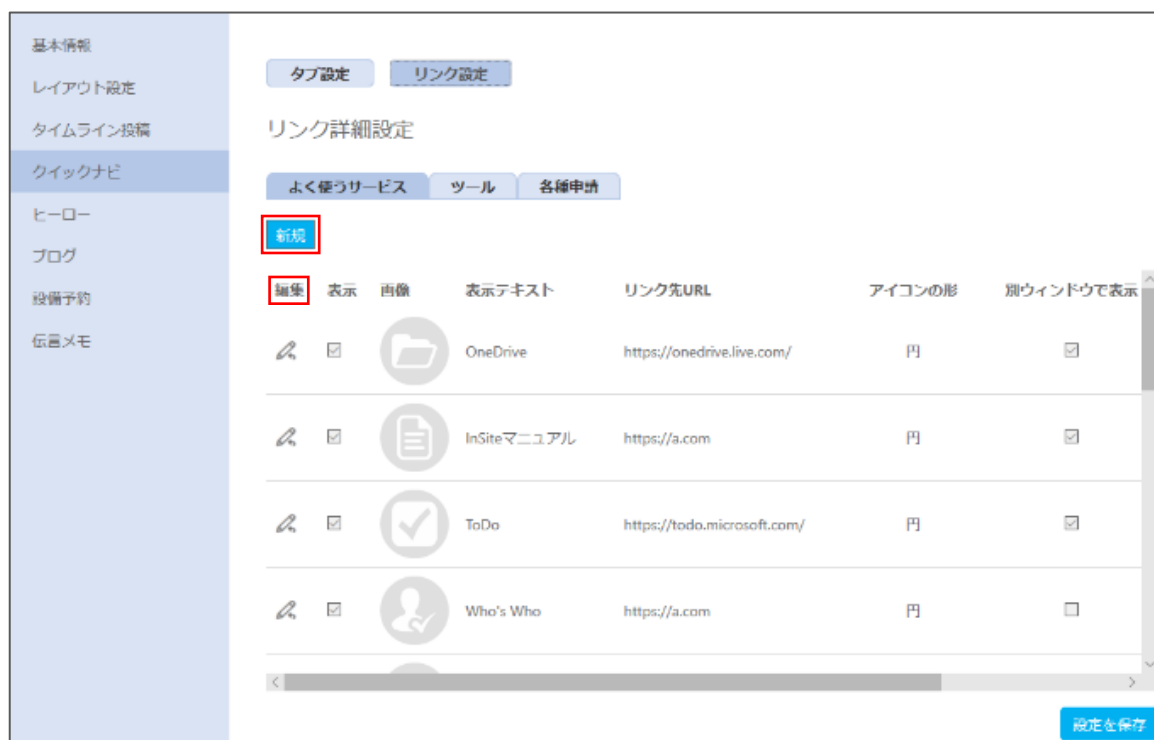 基本情報
レイアウト設定
タイムライン投稿
クイックナビ
ヒーロー
ブログ
設備予約
伝言メモ
タブ設定 リンク設定
リンク詳細設定
よく使うサービス ツール 各種申請
新規
編集 表示 画像 表示テキスト リンク先URL アイコンの形 別ウィンドウで表示
OneDrive https://onedrive.live.com/ 円
InSiteマニュアル https://a.com 円
ToDo https://todo.microsoft.com/ 円
Who's Who https://a.com 円
設定を保存